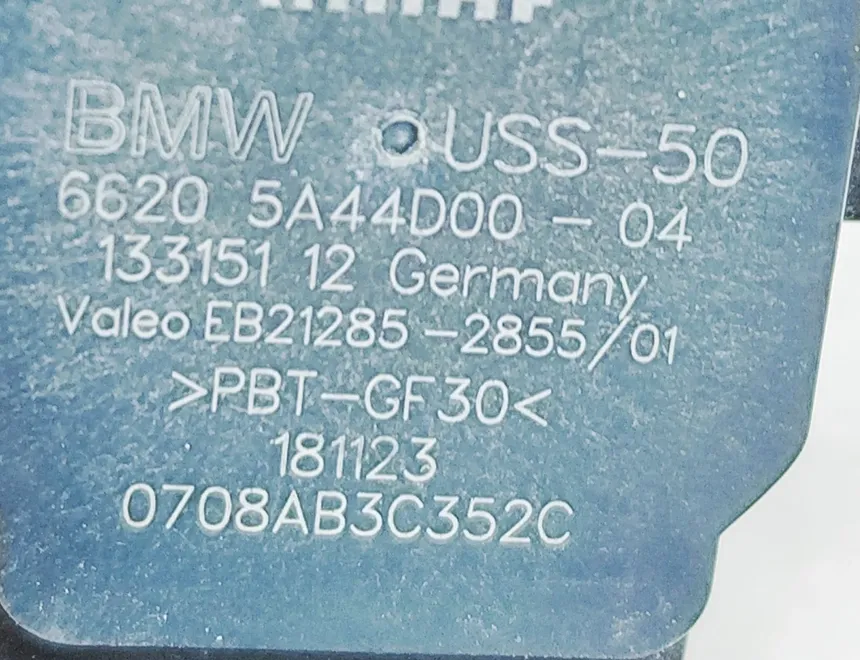 BMW USS-50
6620 5A44D00 - 04
133151 12 Germany
Valeo EB21285 -2855/01
>PBT-GF30<
181123
0708AB3C352C